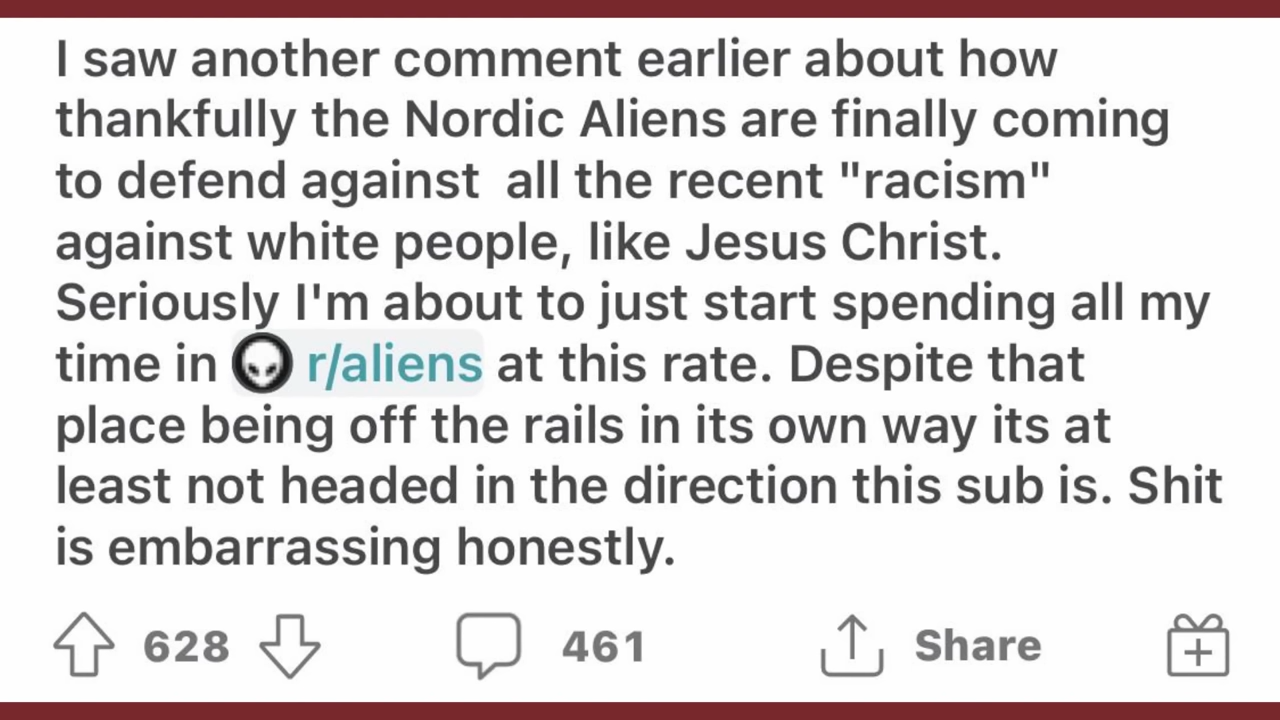 I saw another comment earlier about how
thankfully the Nordic Aliens are finally coming
to defend against  all the recent "racism"
against white people, like Jesus Christ.
Seriously I'm about to just start spending all my
time in r/aliens at this rate. Despite that
place being off the rails in its own way its at
least not headed in the direction this sub is. Shit
is embarrassing honestly.
628 461 Share